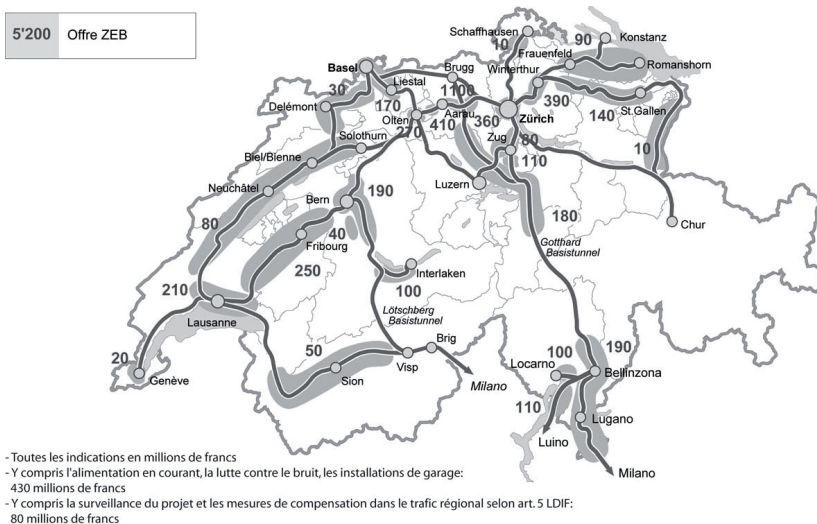 5'200 Offre ZEB
Schaffhausen
10
90
Konstanz
Frauenfeld
Romanshorn
Basel
Brugg
Winterthur
Liestal
30
1100
390
Delémont
170
Aarau
Zürich
140
St.Gallen
Olten
410
360
270
Solothurn
Zug
80
10
Biel/Bienne
110
Neuchâtel
Luzern
190
Bern
180
Chur
80
40
Fribourg
Gotthard
Basistunnel
250
Interlaken
210
100
Lausanne
Lötschberg
Basistunnel
50
Brig
190
20
Locarno
100
Genève
Sion
Visp
Bellinzona
Milano
110
Lugano
Luino
Milano
- Toutes les indications en millions de francs
- Y compris l'alimentation en courant, la lutte contre le bruit, les installations de garage:
430 millions de francs
- Y compris la surveillance du projet et les mesures de compensation dans le trafic régional selon art. 5 LDIF:
80 millions de francs